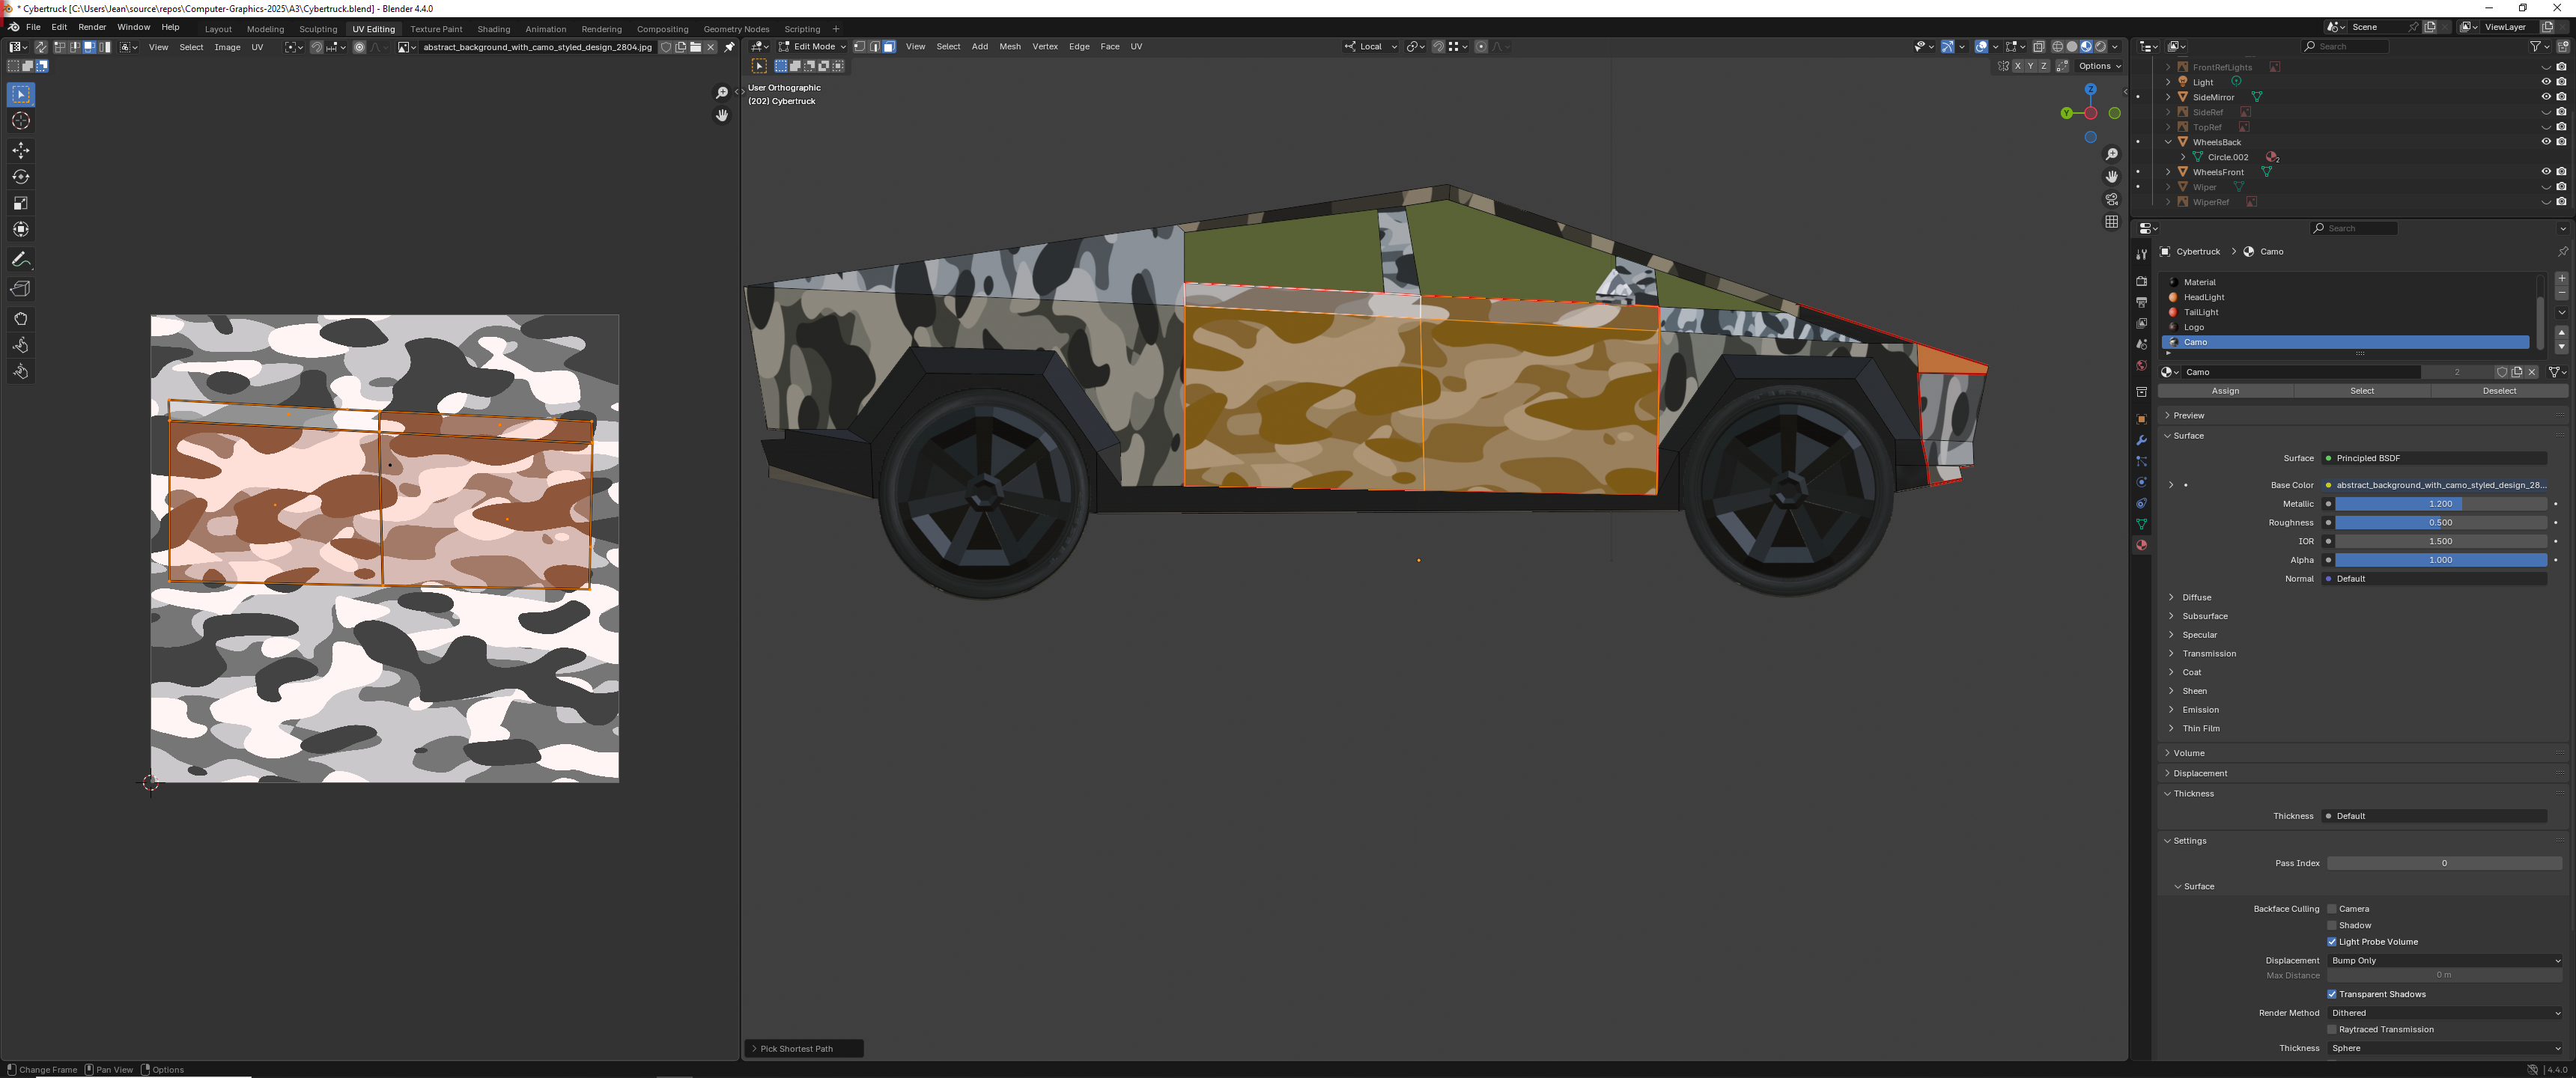 * Cybertruck [C:\Users\Jean\source\repos\Computer-Graphics-2025\A3\Cybertruck.blend] - Blender 4.4.0
File Edit Render Window Help Layout Modeling Sculpting UV Editing Texture Paint Shading Animation Rendering Compositing Geometry Nodes Scripting + Scene ViewLayer
View Select Image UV abstract_background_with_camo_styled_design_2804.jpg
Edit Mode View Select Add Mesh Vertex Edge Face UV Local
Search
X Y Z Options
User Orthographic
(202) Cybertruck
Z
Y
FrontRefLights
Light
SideMirror
SideRef
TopRef
WheelsBack
Circle.002
2
WheelsFront
Wiper
WiperRef
Search
Cybertruck > Camo
Material
HeadLight
TailLight
Logo
Camo
Camo 2
Assign Select Deselect
Preview
Surface
Surface Principled BSDF
Base Color abstract_background_with_camo_styled_design_28...
Metallic 1.200
Roughness 0.500
IOR 1.500
Alpha 1.000
Normal Default
Diffuse
Subsurface
Specular
Transmission
Coat
Sheen
Emission
Thin Film
Volume
Displacement
Thickness
Thickness Default
Settings
Pass Index 0
Surface
Backface Culling Camera
Shadow
Light Probe Volume
Displacement Bump Only
Max Distance 0 m
Transparent Shadows
Render Method Dithered
Raytraced Transmission
Thickness Sphere
Pick Shortest Path
Change Frame Pan View Options 4.4.0